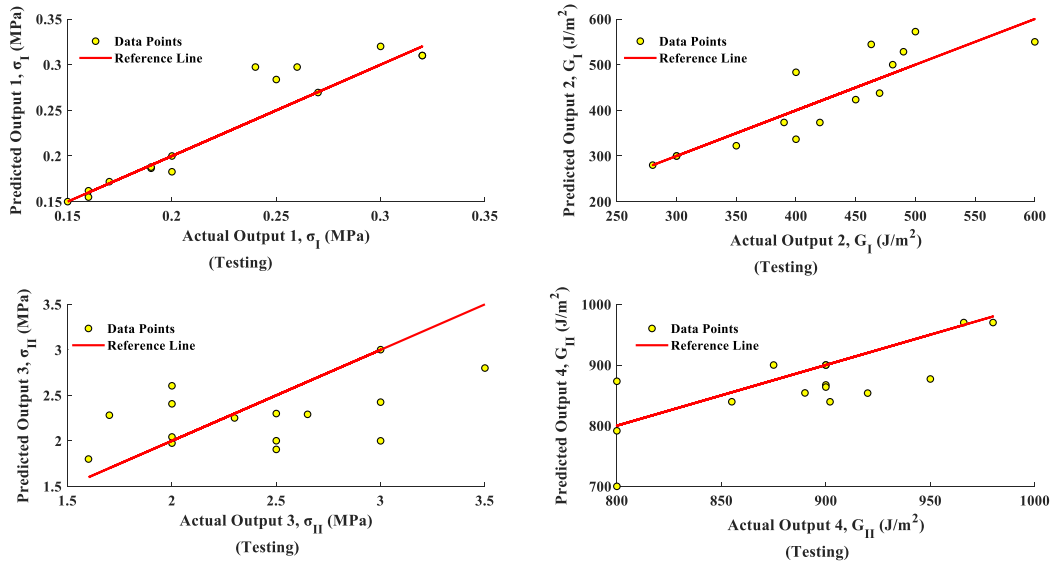 Predicted Output 1, σI (MPa)
0.35
0.3
0.25
0.2
0.15
Data Points
Reference Line
0.15 0.2 0.25 0.3 0.35
Actual Output 1, σI (MPa)
(Testing)
Predicted Output 2, GI (J/m2)
600
500
400
300
200
Data Points
Reference Line
250 300 350 400 450 500 550 600
Actual Output 2, GI (J/m2)
(Testing)
Predicted Output 3, σII (MPa)
3.5
3
2.5
2
1.5
Data Points
Reference Line
1.5 2 2.5 3 3.5
Actual Output 3, σII (MPa)
(Testing)
Predicted Output 4, GII (J/m2)
1000
900
800
700
Data Points
Reference Line
800 850 900 950 1000
Actual Output 4, GII (J/m2)
(Testing)